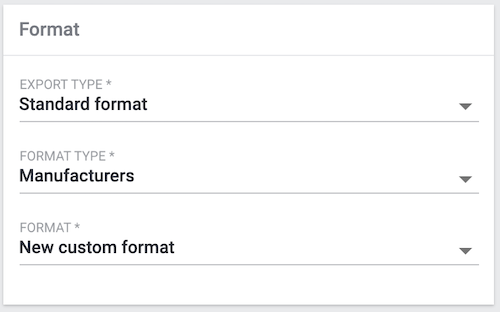 Format
EXPORT TYPE *
Standard format
FORMAT TYPE *
Manufacturers
FORMAT *
New custom format